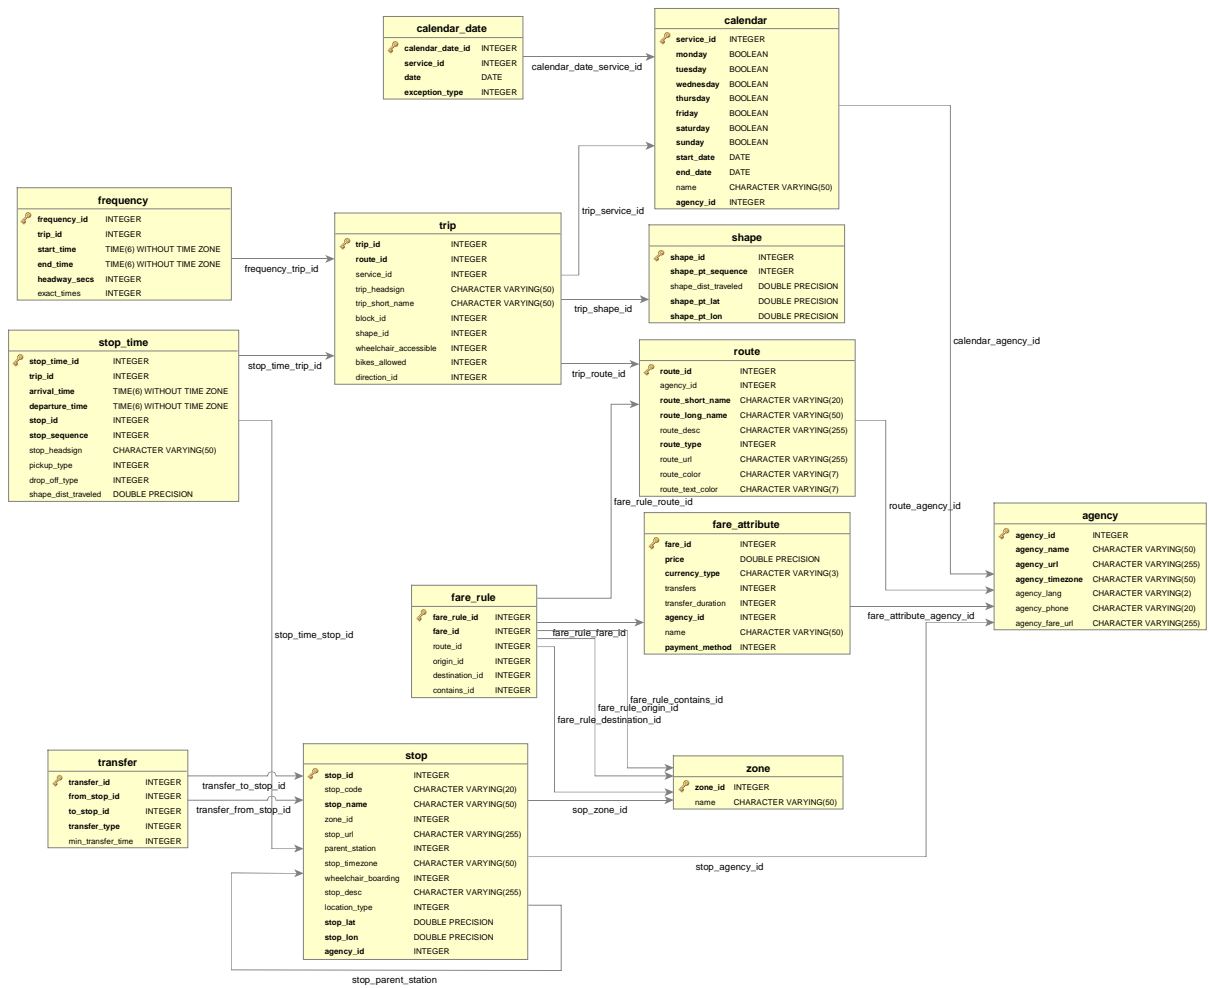 calendar_date
calendar_date_id INTEGER
service_id INTEGER
date DATE
exception_type INTEGER
calendar_date_service_id
calendar
service_id INTEGER
monday BOOLEAN
tuesday BOOLEAN
wednesday BOOLEAN
thursday BOOLEAN
friday BOOLEAN
saturday BOOLEAN
sunday BOOLEAN
start_date DATE
end_date DATE
name CHARACTER VARYING(50)
agency_id INTEGER
frequency
frequency_id INTEGER
trip_id INTEGER
start_time TIME(6) WITHOUT TIME ZONE
end_time TIME(6) WITHOUT TIME ZONE
headway_secs INTEGER
exact_times INTEGER
frequency_trip_id
trip
trip_id INTEGER
route_id INTEGER
service_id INTEGER
trip_headsign CHARACTER VARYING(50)
trip_short_name CHARACTER VARYING(50)
block_id INTEGER
shape_id INTEGER
wheelchair_accessible INTEGER
bikes_allowed INTEGER
direction_id INTEGER
trip_service_id
trip_shape_id
trip_route_id
shape
shape_id INTEGER
shape_pt_sequence INTEGER
shape_dist_traveled DOUBLE PRECISION
shape_pt_lat DOUBLE PRECISION
shape_pt_lon DOUBLE PRECISION
calendar_agency_id
stop_time
stop_time_id INTEGER
trip_id INTEGER
arrival_time TIME(6) WITHOUT TIME ZONE
departure_time TIME(6) WITHOUT TIME ZONE
stop_id INTEGER
stop_sequence INTEGER
stop_headsign CHARACTER VARYING(50)
pickup_type INTEGER
drop_off_type INTEGER
shape_dist_traveled DOUBLE PRECISION
stop_time_trip_id
route
route_id INTEGER
agency_id INTEGER
route_short_name CHARACTER VARYING(20)
route_long_name CHARACTER VARYING(50)
route_desc CHARACTER VARYING(255)
route_type INTEGER
route_url CHARACTER VARYING(255)
route_color CHARACTER VARYING(7)
route_text_color CHARACTER VARYING(7)
fare_rule_route_id
route_agency_id
agency
agency_id INTEGER
agency_name CHARACTER VARYING(50)
agency_url CHARACTER VARYING(255)
agency_timezone CHARACTER VARYING(50)
agency_lang CHARACTER VARYING(2)
agency_phone CHARACTER VARYING(20)
agency_fare_url CHARACTER VARYING(255)
fare_attribute
fare_id INTEGER
price DOUBLE PRECISION
currency_type CHARACTER VARYING(3)
transfers INTEGER
transfer_duration INTEGER
agency_id INTEGER
name CHARACTER VARYING(50)
payment_method INTEGER
fare_attribute_agency_id
fare_rule
fare_rule_id INTEGER
fare_id INTEGER
route_id INTEGER
origin_id INTEGER
destination_id INTEGER
contains_id INTEGER
fare_rule_fare_id
stop_time_stop_id
fare_rule_contains_id
fare_rule_origin_id
fare_rule_destination_id
transfer
transfer_id INTEGER
from_stop_id INTEGER
to_stop_id INTEGER
transfer_type INTEGER
min_transfer_time INTEGER
transfer_to_stop_id
transfer_from_stop_id
stop
stop_id INTEGER
stop_code CHARACTER VARYING(20)
stop_name CHARACTER VARYING(50)
zone_id INTEGER
stop_url CHARACTER VARYING(255)
parent_station INTEGER
stop_timezone CHARACTER VARYING(50)
wheelchair_boarding INTEGER
stop_desc CHARACTER VARYING(255)
location_type INTEGER
stop_lat DOUBLE PRECISION
stop_lon DOUBLE PRECISION
agency_id INTEGER
zone
zone_id INTEGER
name CHARACTER VARYING(50)
sop_zone_id
stop_agency_id
stop_parent_station